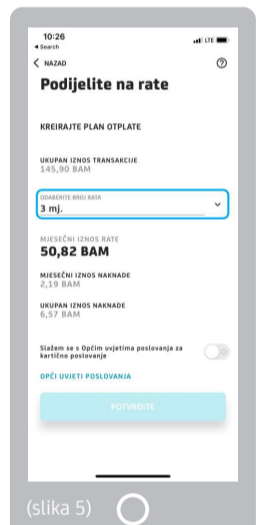 10:26
Search
LTE
NAZAD
Podijelite na rate
KREIRAJTE PLAN OTPLATE
UKUPAN IZNOS TRANSAKCIJE
145,90 BAM
ODABERITE BROJ RATA
3 mj.
MJESEČNI IZNOS RATE
50,82 BAM
MJESEČNI IZNOS NAKNADE
2,19 BAM
UKUPAN IZNOS NAKNADE
6,57 BAM
Slažem se s Općim uvjetima poslovanja za
kartično poslovanje
OPĆI UVJETI POSLOVANJA
POTVRDITE
(slika 5)